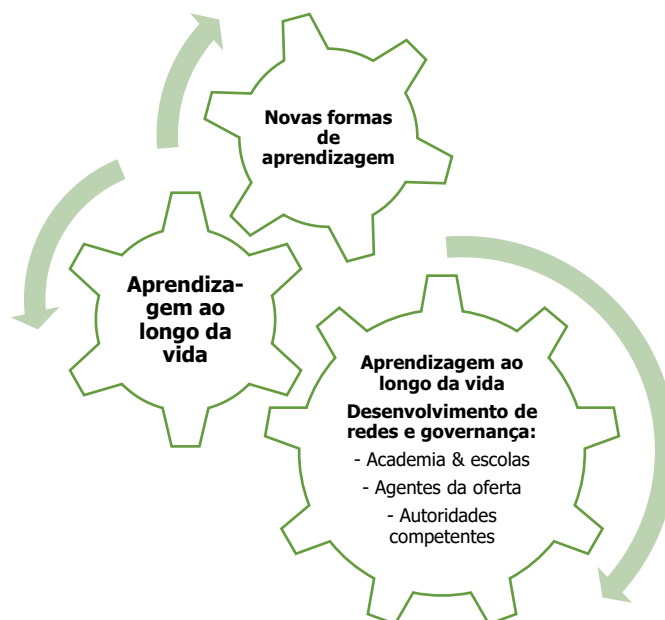 Novas formas
de
aprendizagem
Aprendiza-
gem ao
longo da
vida
Aprendizagem ao
longo da vida
Desenvolvimento de
redes e governança:
- Academia & escolas
- Agentes da oferta
- Autoridades
competentes